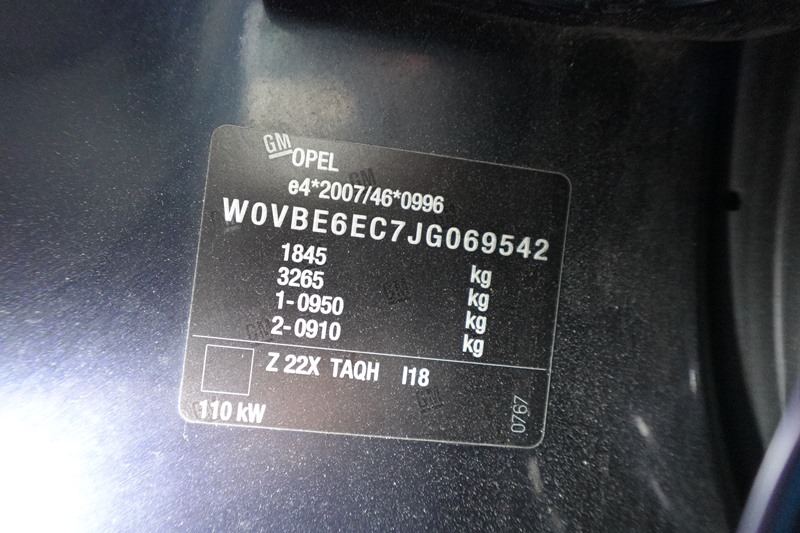 GM
OPEL
e4*2007/46*0996
W0VBE6EC7JG069542
1845 kg
3265 kg
1-0950 kg
2-0910 kg
Z 22X TAQH I18
110 kW
0767